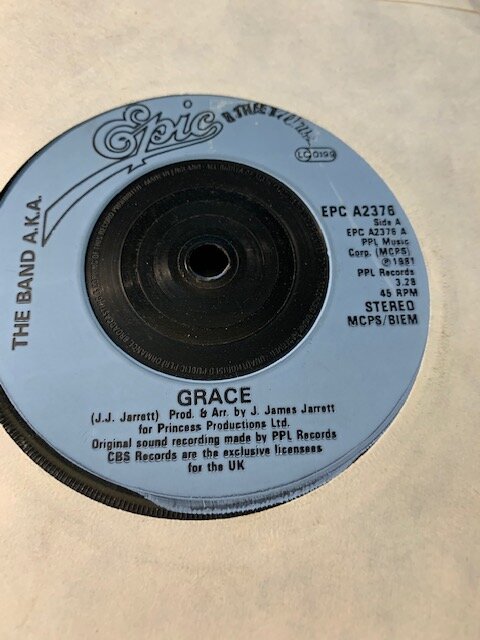 Epic
LC 0199
THE BAND A.K.A.
EPC A2376
Side A
EPC A2376 A
PPL Music
Corp. (MCPS)
℗ 1981
PPL Records
3.28
45 RPM
STEREO
MCPS/BIEM
GRACE
(J.J. Jarrett) Prod. & Arr. by J. James Jarrett
for Princess Productions Ltd.
Original sound recording made by PPL Records
CBS Records are the exclusive licensees
for the UK